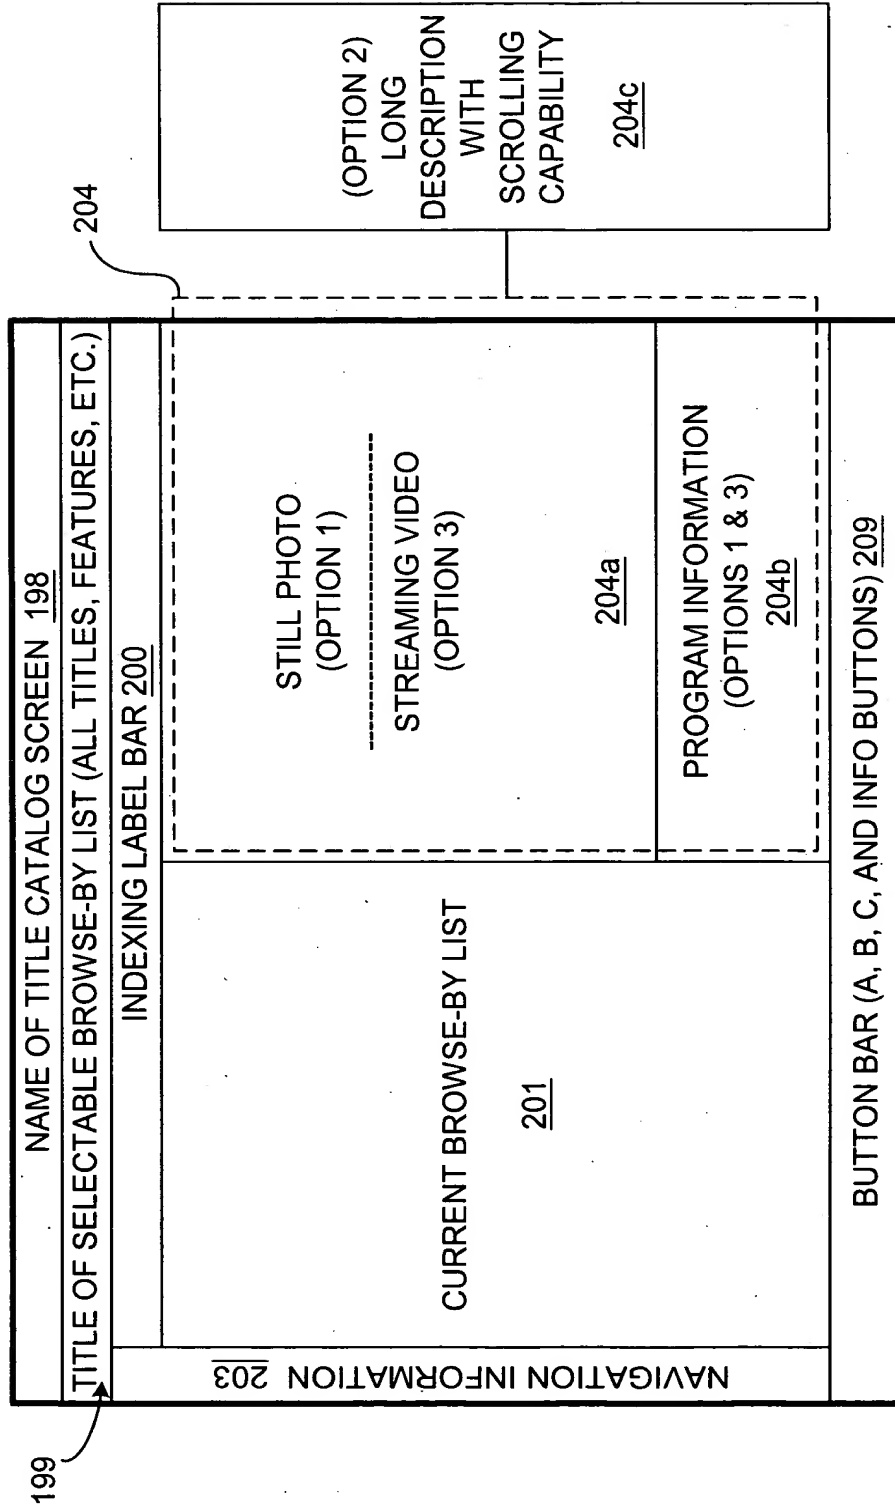 NAME OF TITLE CATALOG SCREEN 198
199
TITLE OF SELECTABLE BROWSE-BY LIST (ALL TITLES, FEATURES, ETC.)
INDEXING LABEL BAR 200
204
NAVIGATION INFORMATION 203
CURRENT BROWSE-BY LIST
201
STILL PHOTO
(OPTION 1)
STREAMING VIDEO
(OPTION 3)
204a
PROGRAM INFORMATION
(OPTIONS 1 & 3)
204b
(OPTION 2)
LONG
DESCRIPTION
WITH
SCROLLING
CAPABILITY
204c
BUTTON BAR (A, B, C, AND INFO BUTTONS) 209